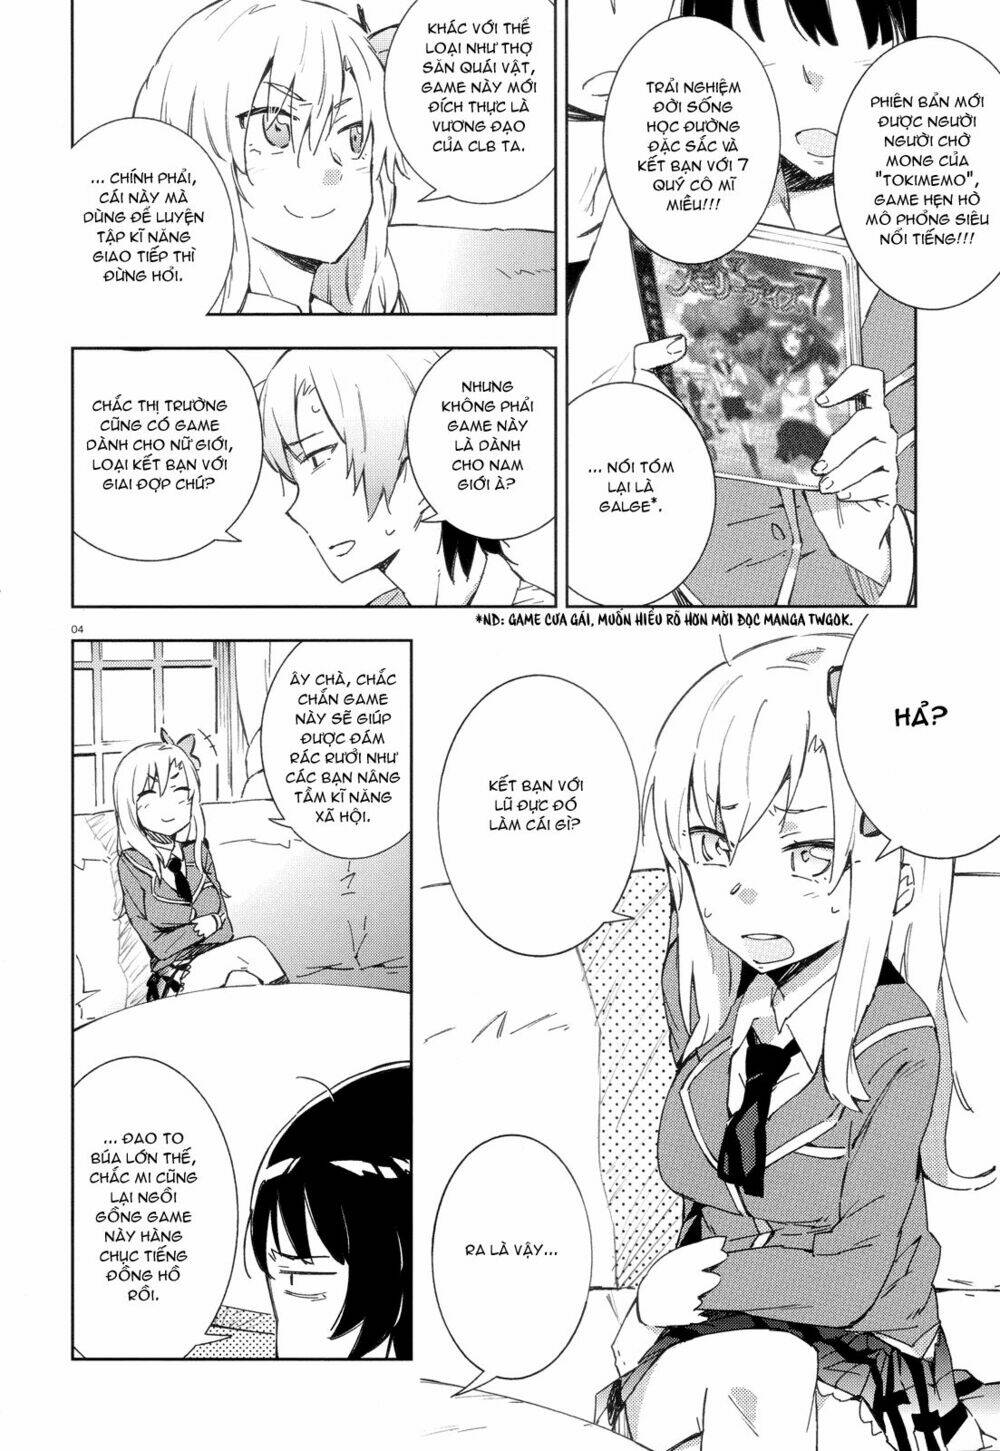 PHIÊN BẢN MỚI
ĐƯỢC NGƯỜI
NGƯỜI CHỜ
MONG CỦA
"TOKIMEMO",
GAME HẸN HÒ
MÔ PHỎNG SIÊU
NỔI TIẾNG!!!
TRẢI NGHIỆM
ĐỜI SỐNG
HỌC ĐƯỜNG
ĐẶC SẮC VÀ
KẾT BẠN VỚI 7
QUÝ CÔ MĨ
MIỀU!!!
... NÓI TÓM
LẠI LÀ
GALGE*.
KHÁC VỚI THỂ
LOẠI NHƯ THỢ
SĂN QUÁI VẬT,
GAME NÀY MỚI
ĐÍCH THỰC LÀ
VƯƠNG ĐẠO
CỦA CLB TA.
... CHÍNH PHẢI,
CÁI NÀY MÀ
DÙNG ĐỂ LUYỆN
TẬP KĨ NĂNG
GIAO TIẾP THÌ
ĐỪNG HỎI.
NHƯNG
KHÔNG PHẢI
GAME NÀY
LÀ DÀNH
CHO NAM
GIỚI À?
CHẮC THỊ TRƯỜNG
CŨNG CÓ GAME
DÀNH CHO NỮ GIỚI,
LOẠI KẾT BẠN VỚI
GIAI ĐỢP CHỨ?
*ND: GAME CƯA GÁI, MUỐN HIỂU RÕ HƠN MỜI ĐỌC MANGA TWGOK.
04
HẢ?
KẾT BẠN VỚI
LŨ ĐỰC ĐÓ
LÀM CÁI GÌ?
RA LÀ VẬY...
ÂY CHÀ, CHẮC
CHẮN GAME
NÀY SẼ GIÚP
ĐƯỢC ĐÁM
RÁC RƯỞI NHƯ
CÁC BẠN NÂNG
TẦM KĨ NĂNG
XÃ HỘI.
... ĐAO TO
BÚA LỚN THẾ,
CHẮC MI CŨNG
LẠI NGỒI
GỒNG GAME
NÀY HÀNG
CHỤC TIẾNG
ĐỒNG HỒ
RỒI.